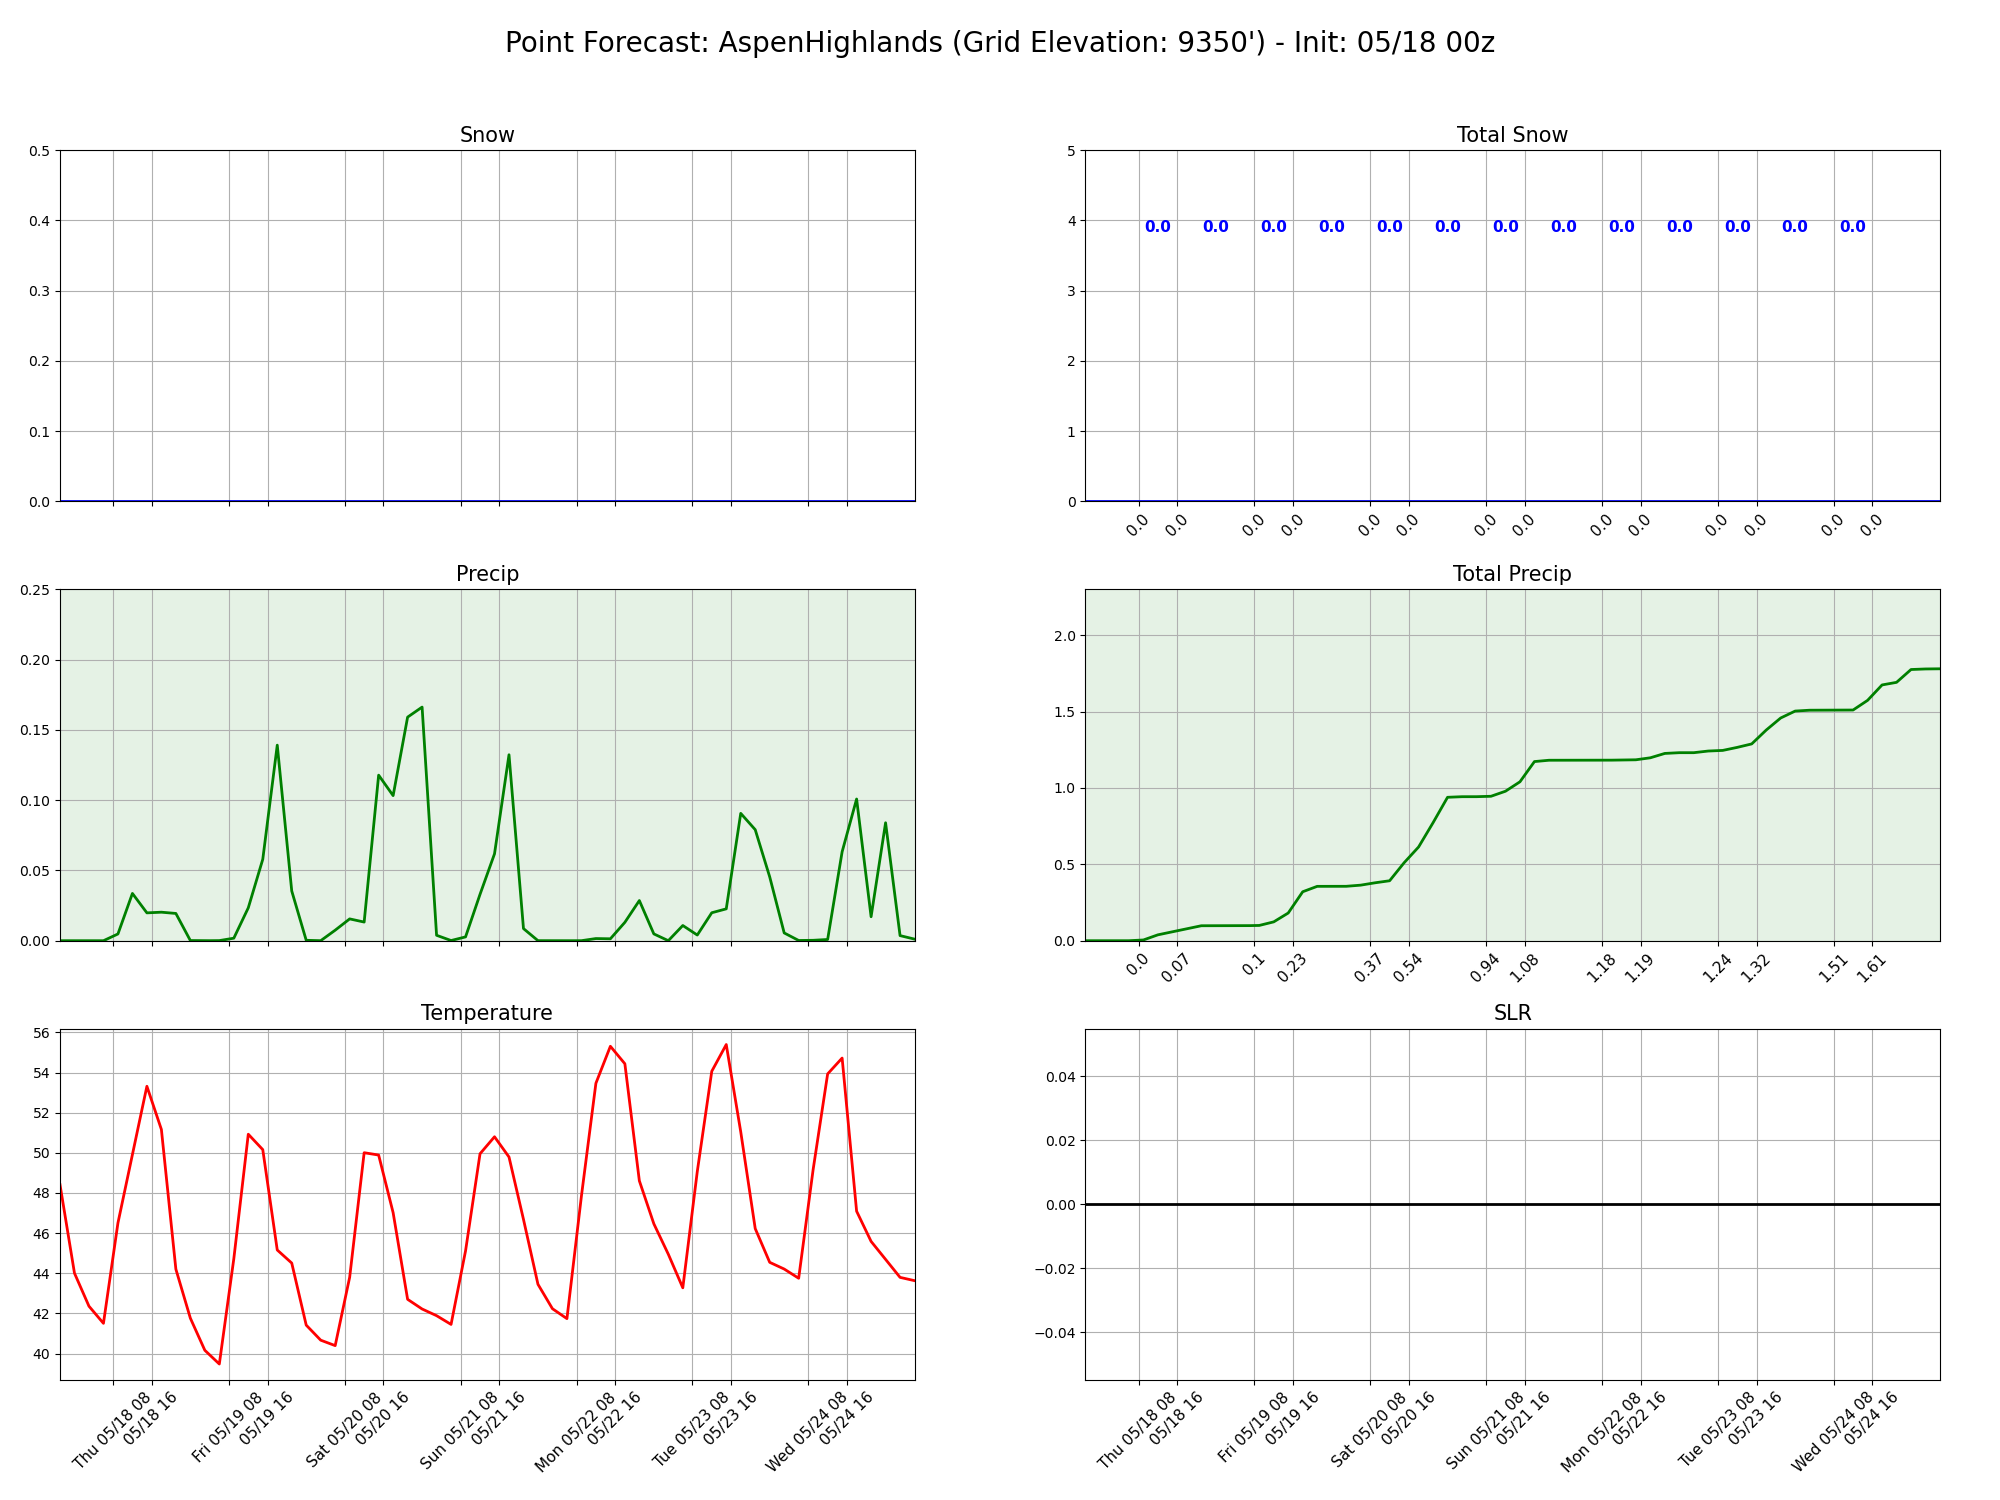 Point Forecast: AspenHighlands (Grid Elevation: 9350') - Init: 05/18 00z
Snow
0.5
0.4
0.3
0.2
0.1
0.0
Total Snow
5
4
3
2
1
0
0.0 0.0 0.0 0.0 0.0 0.0 0.0 0.0 0.0 0.0 0.0 0.0 0.0
0.0 0.0 0.0 0.0 0.0 0.0 0.0 0.0 0.0 0.0 0.0 0.0 0.0 0.0
Precip
0.25
0.20
0.15
0.10
0.05
0.00
Total Precip
2.0
1.5
1.0
0.5
0.0
0.0 0.07 0.1 0.23 0.37 0.54 0.94 1.08 1.18 1.19 1.24 1.32 1.51 1.61
Temperature
56
54
52
50
48
46
44
42
40
Thu 05/18 08
05/18 16
Fri 05/19 08
05/19 16
Sat 05/20 08
05/20 16
Sun 05/21 08
05/21 16
Mon 05/22 08
05/22 16
Tue 05/23 08
05/23 16
Wed 05/24 08
05/24 16
SLR
0.04
0.02
0.00
−0.02
−0.04
Thu 05/18 08
05/18 16
Fri 05/19 08
05/19 16
Sat 05/20 08
05/20 16
Sun 05/21 08
05/21 16
Mon 05/22 08
05/22 16
Tue 05/23 08
05/23 16
Wed 05/24 08
05/24 16